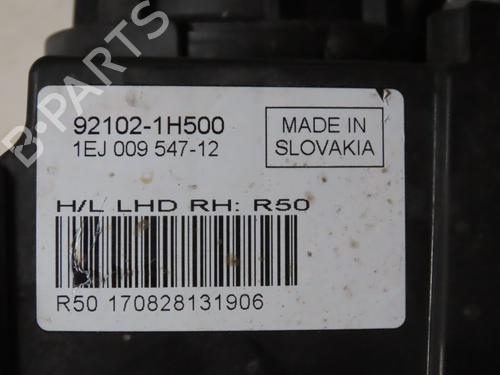 92102-1H500
1EJ 009 547-12
MADE IN
SLOVAKIA
H/L LHD RH: R50
R50 170828131906
B-PARTS